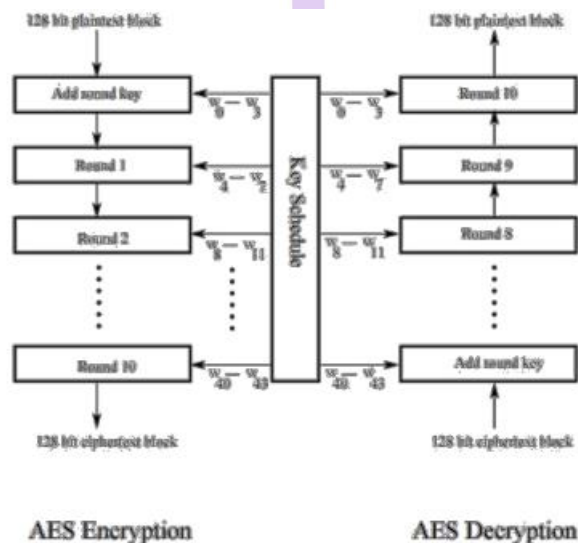 128 bit plaintext block 128 bit plaintext block
Add round key w0 — w3 w0 — w3 Round 10
Round 1 w4 — w7 w4 — w7 Round 9
Key Schedule
Round 2 w8 — w11 w8 — w11 Round 8
Round 10 w40 — w43 w40 — w43 Add round key
128 bit ciphertext block 128 bit ciphertext block
AES Encryption AES Decryption